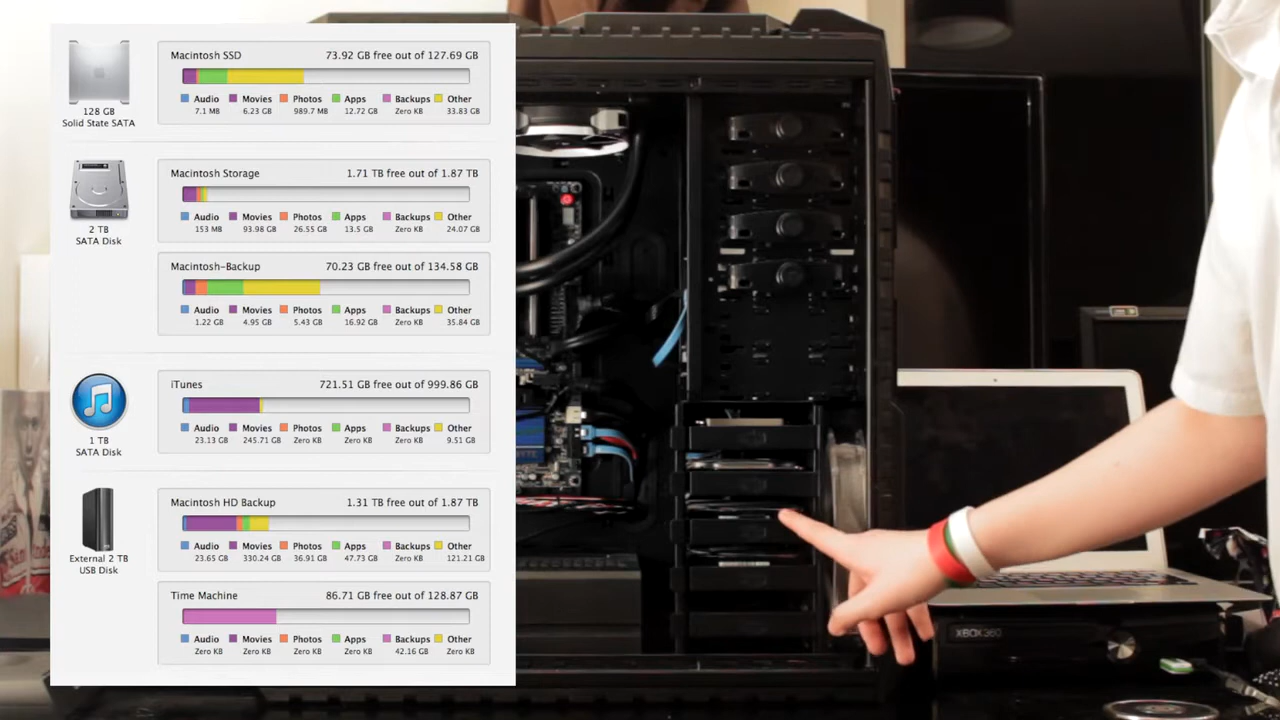 Macintosh SSD 73.92 GB free out of 127.69 GB
Audio Movies Photos Apps Backups Other
7.1 MB 6.23 GB 989.7 MB 12.72 GB Zero KB 33.83 GB
128 GB
Solid State SATA
Macintosh Storage 1.71 TB free out of 1.87 TB
Audio Movies Photos Apps Backups Other
153 MB 93.98 GB 26.55 GB 13.5 GB Zero KB 24.07 GB
2 TB
SATA Disk
Macintosh-Backup 70.23 GB free out of 134.58 GB
Audio Movies Photos Apps Backups Other
1.22 GB 4.95 GB 5.43 GB 16.92 GB Zero KB 35.84 GB
iTunes 721.51 GB free out of 999.86 GB
Audio Movies Photos Apps Backups Other
23.13 GB 245.71 GB Zero KB Zero KB Zero KB 9.51 GB
1 TB
SATA Disk
Macintosh HD Backup 1.31 TB free out of 1.87 TB
Audio Movies Photos Apps Backups Other
23.65 GB 330.24 GB 36.91 GB 47.73 GB Zero KB 121.21 GB
External 2 TB
USB Disk
Time Machine 86.71 GB free out of 128.87 GB
Audio Movies Photos Apps Backups Other
Zero KB Zero KB Zero KB Zero KB 42.16 GB Zero KB
XBOX360